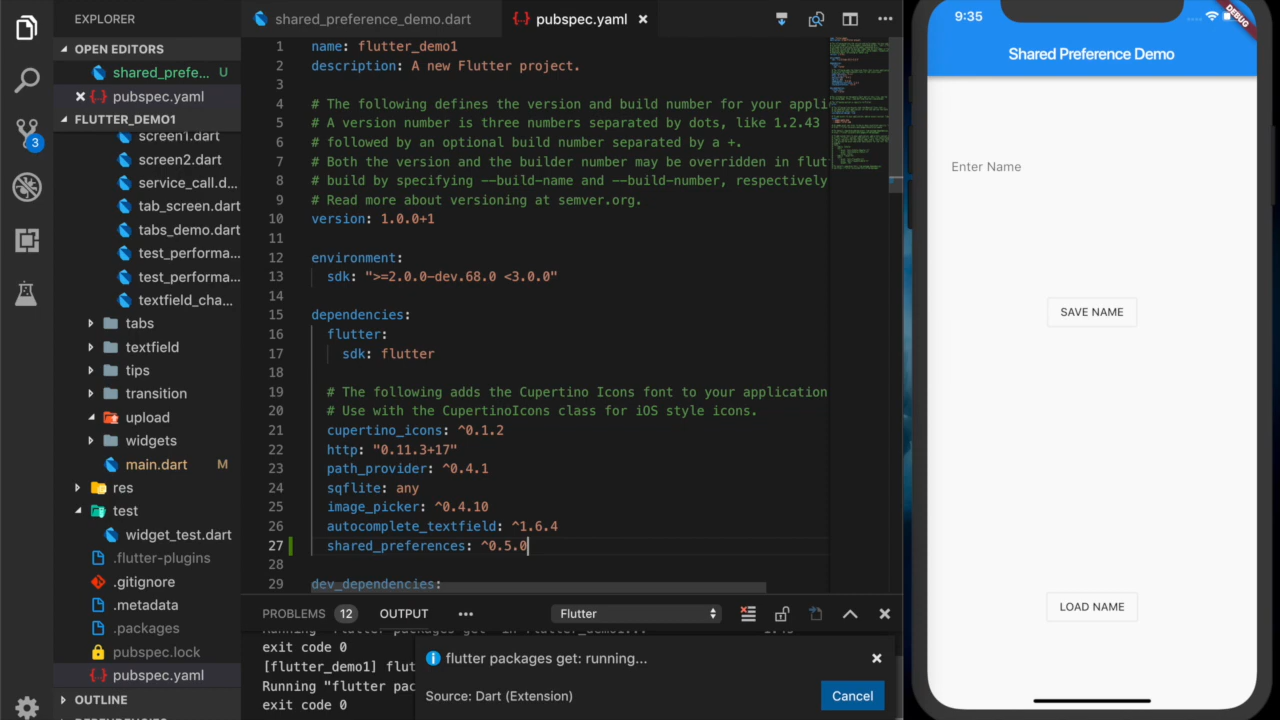 EXPLORER
OPEN EDITORS
shared_prefe... U
pubspec.yaml
FLUTTER_BOT
screen1.dart
screen2.dart
service_call.d...
tab_screen.dart
tabs_demo.dart
test_performa...
test_performa...
textfield_cha...
tabs
textfield
tips
transition
upload
widgets
main.dart M
res
test
widget_test.dart
.flutter-plugins
.gitignore
.metadata
.packages
pubspec.lock
pubspec.yaml
OUTLINE
DEPENDENCIES
3
shared_preference_demo.dart
pubspec.yaml
1 name: flutter_demo1
2 description: A new Flutter project.
3
4 # The following defines the version and build number for your appli
5 # A version number is three numbers separated by dots, like 1.2.43
6 # followed by an optional build number separated by a +.
7 # Both the version and the builder number may be overridden in flut
8 # build by specifying --build-name and --build-number, respectively
9 # Read more about versioning at semver.org.
10 version: 1.0.0+1
11
12 environment:
13 sdk: ">=2.0.0-dev.68.0 <3.0.0"
14
15 dependencies:
16 flutter:
17 sdk: flutter
18
19 # The following adds the Cupertino Icons font to your application
20 # Use with the CupertinoIcons class for iOS style icons.
21 cupertino_icons: ^0.1.2
22 http: "0.11.3+17"
23 path_provider: ^0.4.1
24 sqflite: any
25 image_picker: ^0.4.10
26 autocomplete_textfield: ^1.6.4
27 shared_preferences: ^0.5.0
28
29 dev_dependencies:
PROBLEMS 12 OUTPUT ... Flutter
Running "flutter packages get" in flutter_demo1...
exit code 0
[flutter_demo1] flut
Running "flutter pac
exit code 0
flutter packages get: running...
Source: Dart (Extension)
Cancel
9:35
DEBUG
Shared Preference Demo
Enter Name
SAVE NAME
LOAD NAME